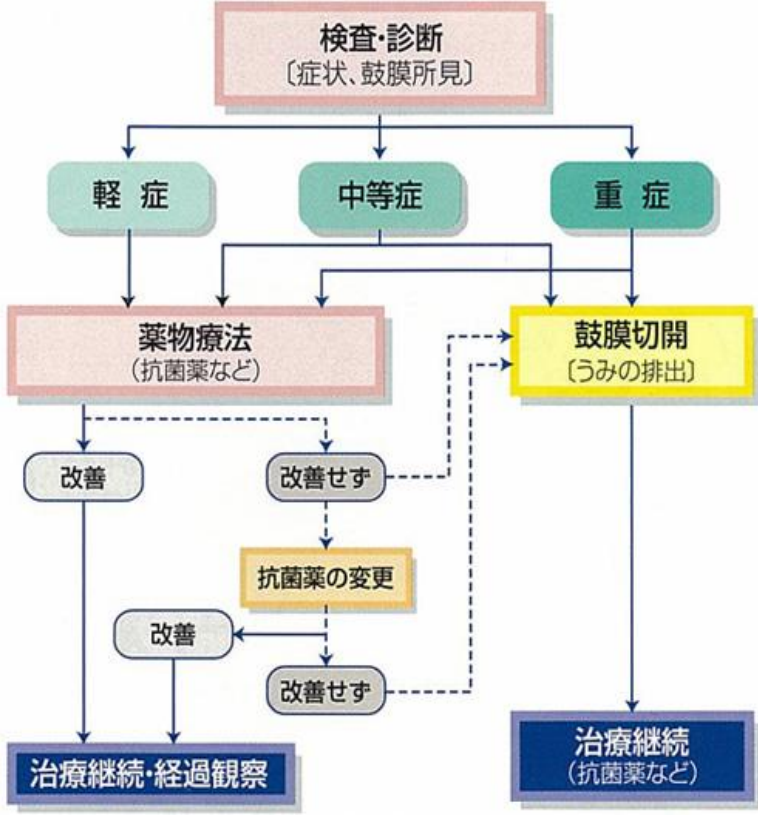 検査・診断
〔症状、鼓膜所見〕
軽 症
中等症
重 症
薬物療法
(抗菌薬など)
鼓膜切開
〔うみの排出〕
改善
改善せず
抗菌薬の変更
改善
改善せず
治療継続・経過観察
治療継続
(抗菌薬など)